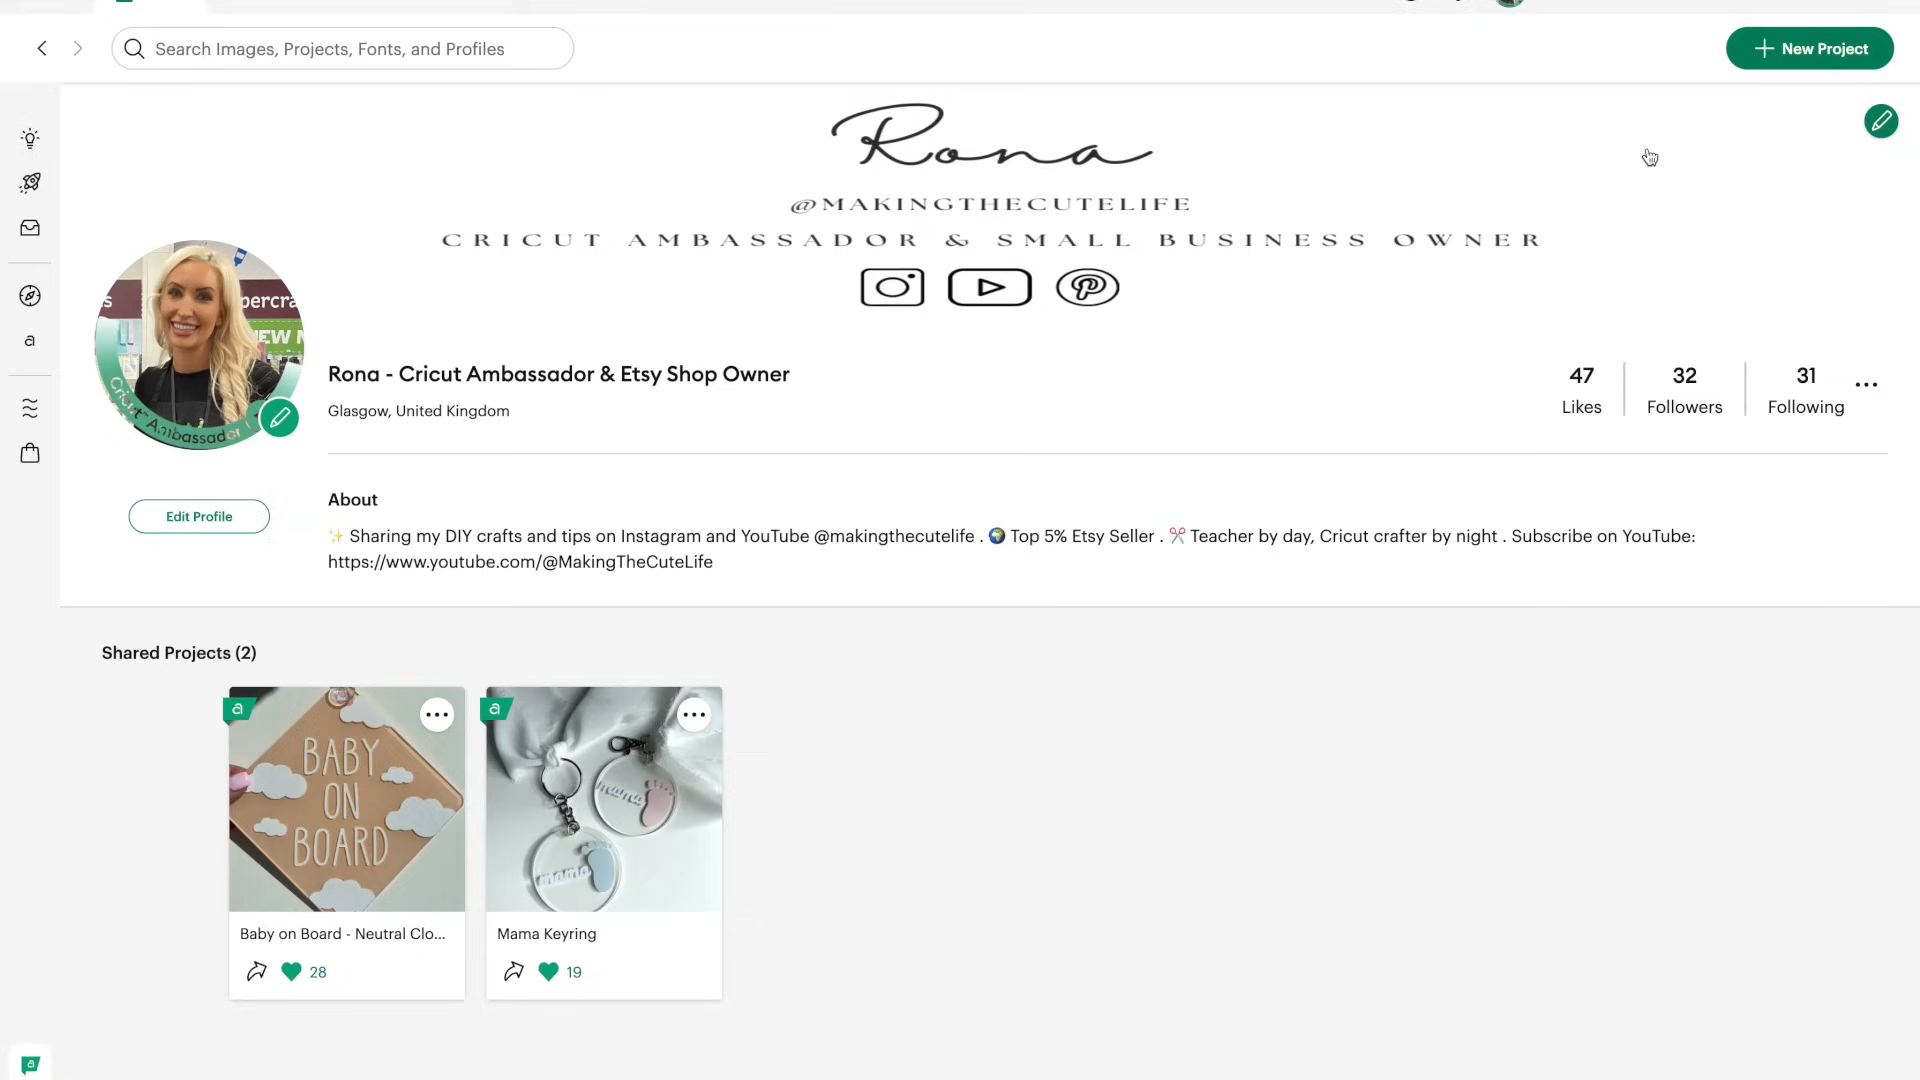 Search Images, Projects, Fonts, and Profiles
New Project
Rona
@MAKINGTHECUTELIFE
CRICUT AMBASSADOR & SMALL BUSINESS OWNER
Cricut Ambassador
Rona - Cricut Ambassador & Etsy Shop Owner
Glasgow, United Kingdom
47
Likes
32
Followers
31
Following
Edit Profile
About
✨ Sharing my DIY crafts and tips on Instagram and YouTube @makingthecutelife . 🌍 Top 5% Etsy Seller . ✂️ Teacher by day, Cricut crafter by night . Subscribe on YouTube:
https://www.youtube.com/@MakingTheCuteLife
Shared Projects (2)
a
BABY
ON
BOARD
Baby on Board - Neutral Clo...
28
a
mama
mama
Mama Keyring
19
a
a